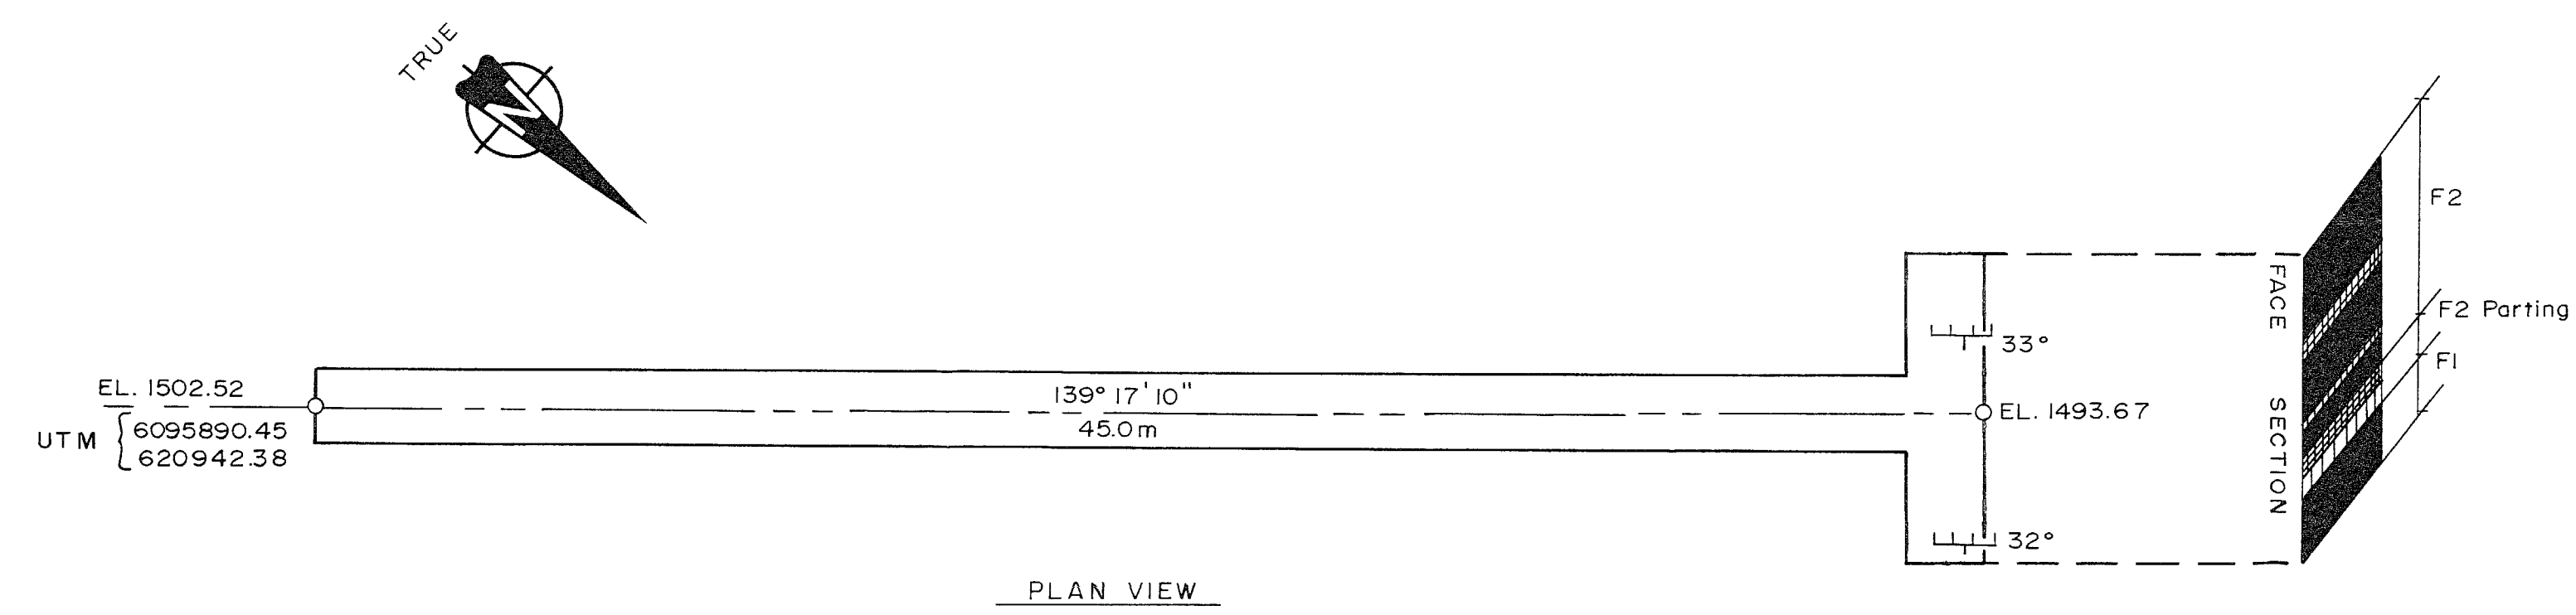 TRUE
N
F2
F2 Parting
F1
FACE SECTION
33°
EL. 1502.52
139° 17' 10"
45.0m
EL. 1493.67
UTM
6095890.45
620942.38
32°
PLAN VIEW